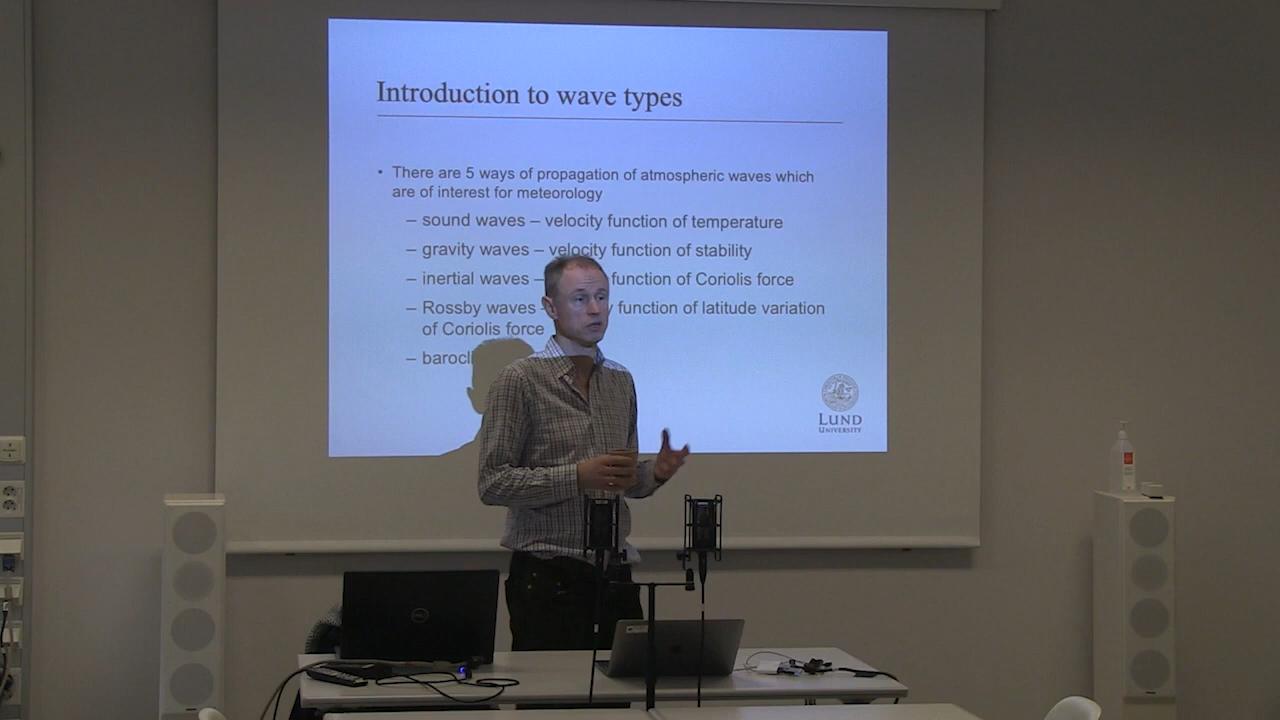 Introduction to wave types
• There are 5 ways of propagation of atmospheric waves which
are of interest for meteorology
– sound waves – velocity function of temperature
– gravity waves – velocity function of stability
– inertial waves – function of Coriolis force
– Rossby waves - function of latitude variation
of Coriolis force
LUND
UNIVERSITY
DELL